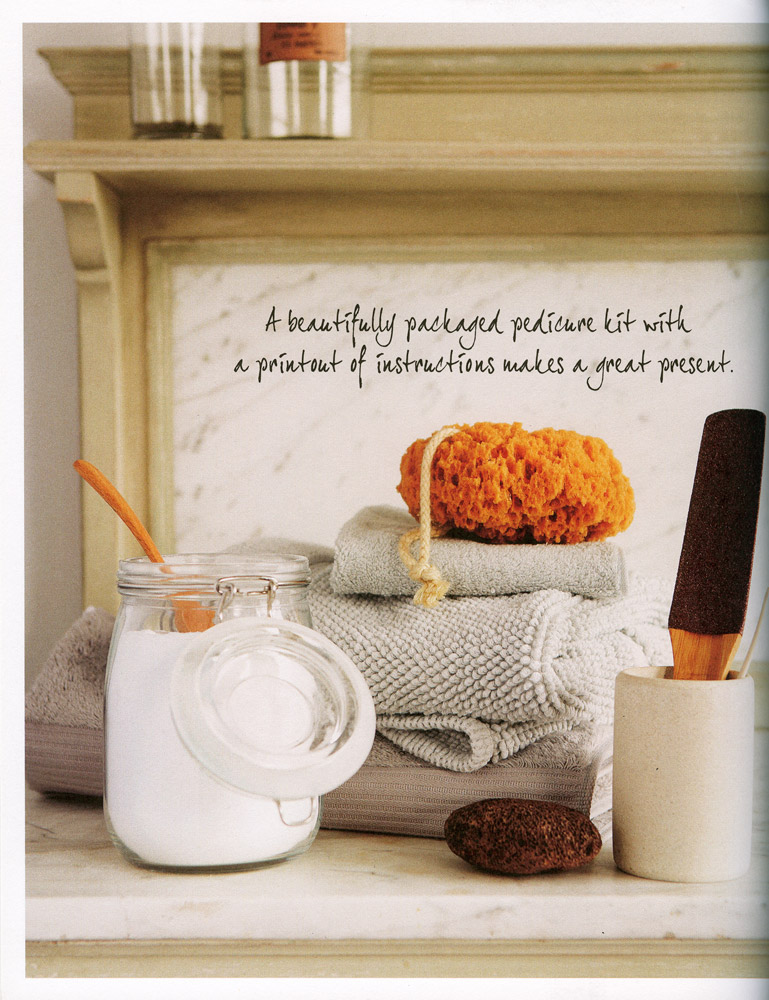 A beautifully packaged pedicure kit with
a printout of instructions makes a great present.